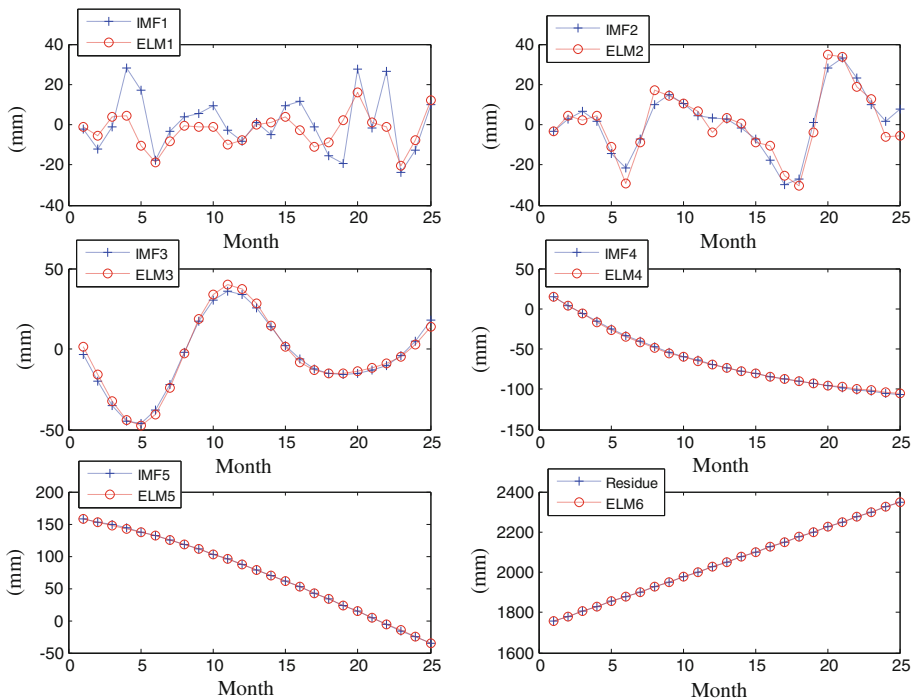 IMF1
ELM1
40
20
0
-20
-40
(mm)
0 5 10 15 20 25
Month
IMF2
ELM2
40
20
0
-20
-40
(mm)
0 5 10 15 20 25
Month
IMF3
ELM3
50
0
-50
(mm)
0 5 10 15 20 25
Month
IMF4
ELM4
50
0
-50
-100
-150
(mm)
0 5 10 15 20 25
Month
IMF5
ELM5
200
150
100
50
0
-50
(mm)
0 5 10 15 20 25
Month
Residue
ELM6
2400
2200
2000
1800
1600
(mm)
0 5 10 15 20 25
Month